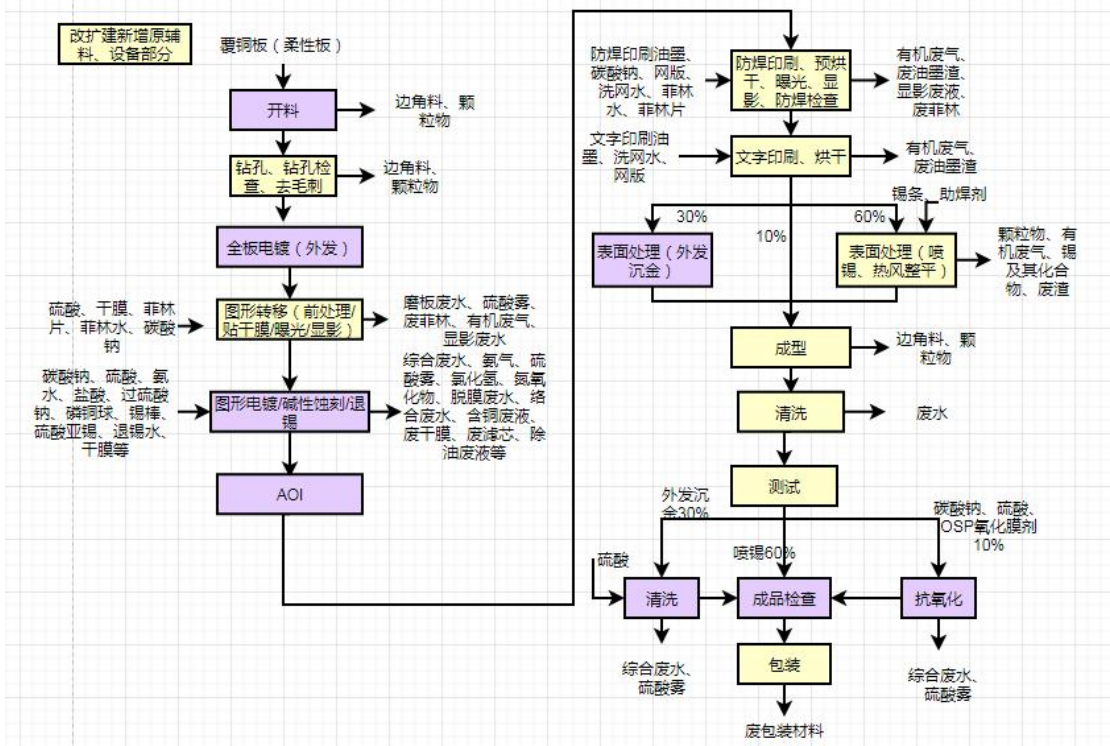 改扩建新增原辅
料、设备部分
覆铜板（柔性板）
开料
边角料、颗
粒物
钻孔、钻孔检
查、去毛刺
边角料、
颗粒物
全板电镀（外发）
硫酸、干膜、菲林
片、菲林水、碳酸
钠
图形转移（前处理/
贴干膜/曝光/显影）
磨板废水、硫酸雾、
废菲林、有机废气、
显影废水
碳酸钠、硫酸、氨
水、盐酸、过硫酸
钠、磷铜球、锡棒、
硫酸亚锡、退锡水、
干膜等
图形电镀/碱性蚀刻/退
锡
综合废水、氨气、硫
酸雾、氯化氢、氮氧
化物、脱膜废水、络
合废水、含铜废液、
废干膜、废滤芯、除
油废液等
AOI
防焊印刷油墨、
碳酸钠、网版、
洗网水、菲林
水、菲林片
防焊印刷、预烘
干、曝光、显
影、防焊检查
有机废气、
废油墨渣、
显影废液、
废菲林
文字印刷油
墨、洗网水、
网版
文字印刷、烘干
有机废气、
废油墨渣
30%
10%
60%
锡条、助焊剂
表面处理（外发
沉金）
表面处理（喷
锡、热风整平）
颗粒物、有
机废气、锡
及其化合
物、废渣
成型
边角料、颗
粒物
清洗
废水
测试
外发沉
金30%
喷锡60%
碳酸钠、硫酸、
OSP氧化膜剂
10%
硫酸
清洗
成品检查
抗氧化
综合废水、
硫酸雾
包装
综合废水、
硫酸雾
废包装材料